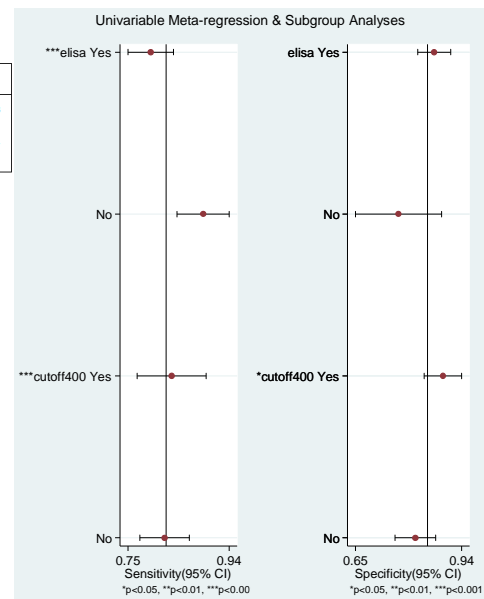 Univariable Meta-regression & Subgroup Analyses
***elisa Yes
No
***cutoff400 Yes
No
0.75 0.94
Sensitivity(95% CI)
*p<0.05, **p<0.01, ***p<0.00
elisa Yes
No
*cutoff400 Yes
No
0.65 0.94
Specificity(95% CI)
*p<0.05, **p<0.01, ***p<0.001